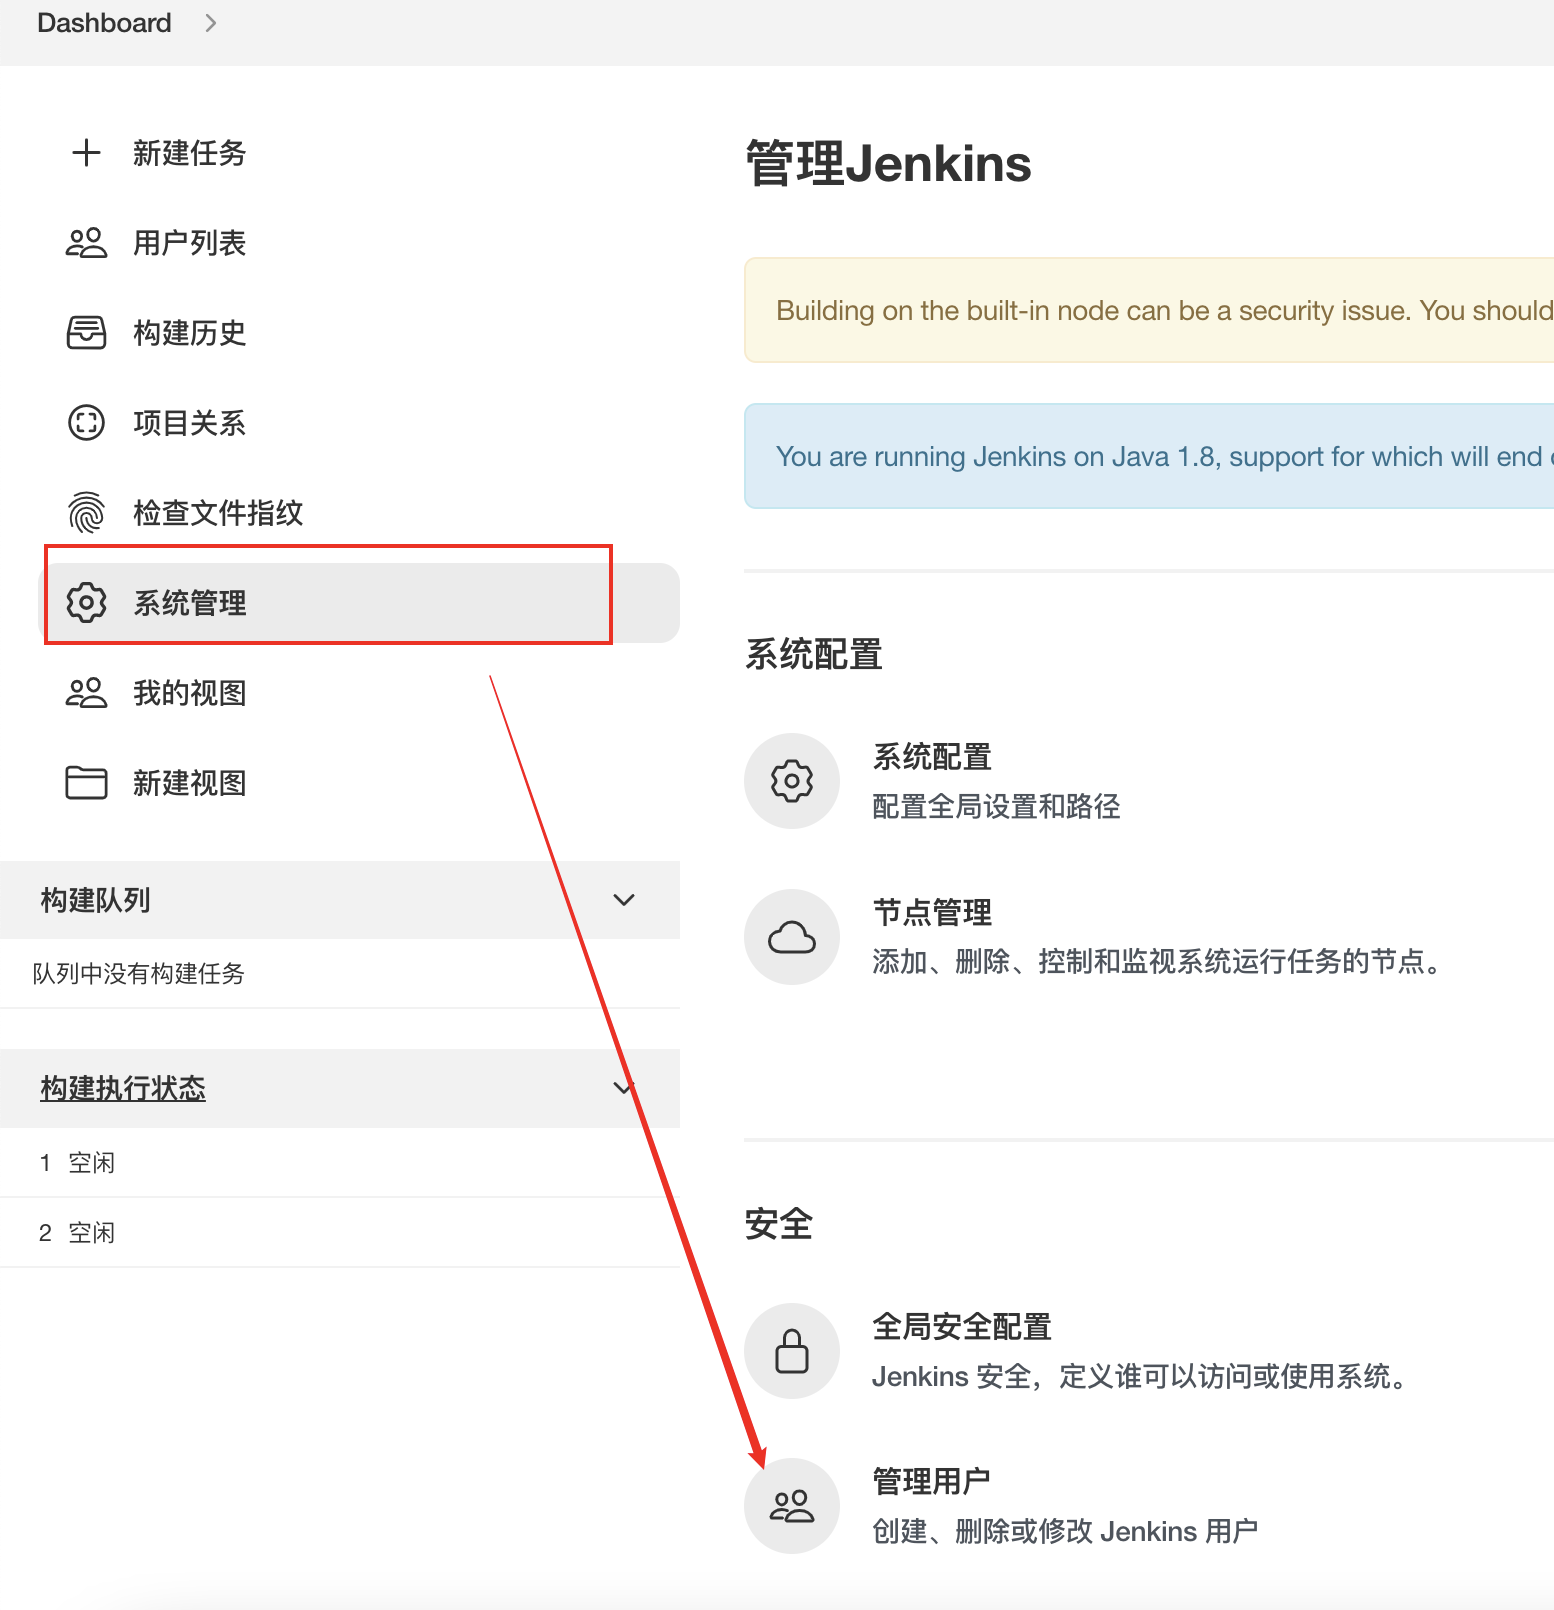 Dashboard
新建任务
用户列表
构建历史
项目关系
检查文件指纹
系统管理
我的视图
新建视图
构建队列
队列中没有构建任务
构建执行状态
1 空闲
2 空闲
管理Jenkins
Building on the built-in node can be a security issue. You should
You are running Jenkins on Java 1.8, support for which will end
系统配置
系统配置
配置全局设置和路径
节点管理
添加、删除、控制和监视系统运行任务的节点。
安全
全局安全配置
Jenkins 安全，定义谁可以访问或使用系统。
管理用户
创建、删除或修改 Jenkins 用户